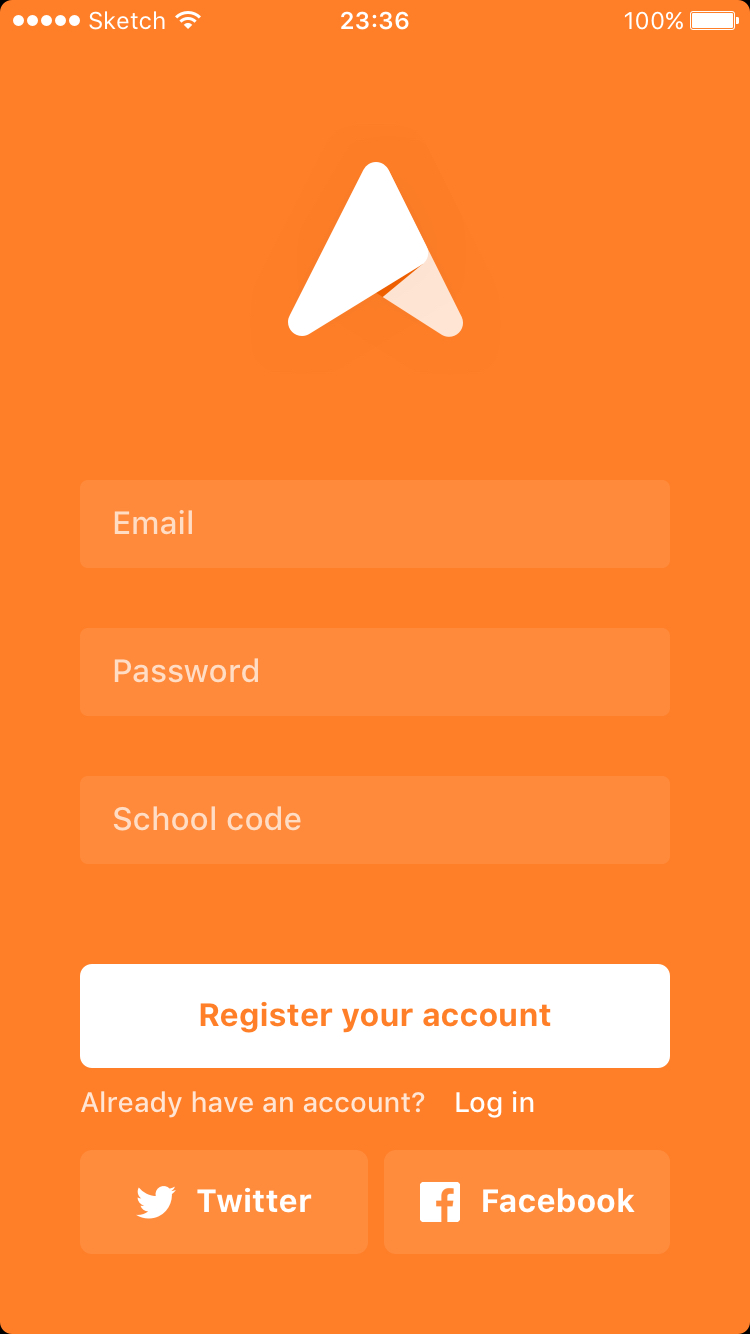 Sketch 23:36 100%
Email
Password
School code
Register your account
Already have an account? Log in
Twitter Facebook